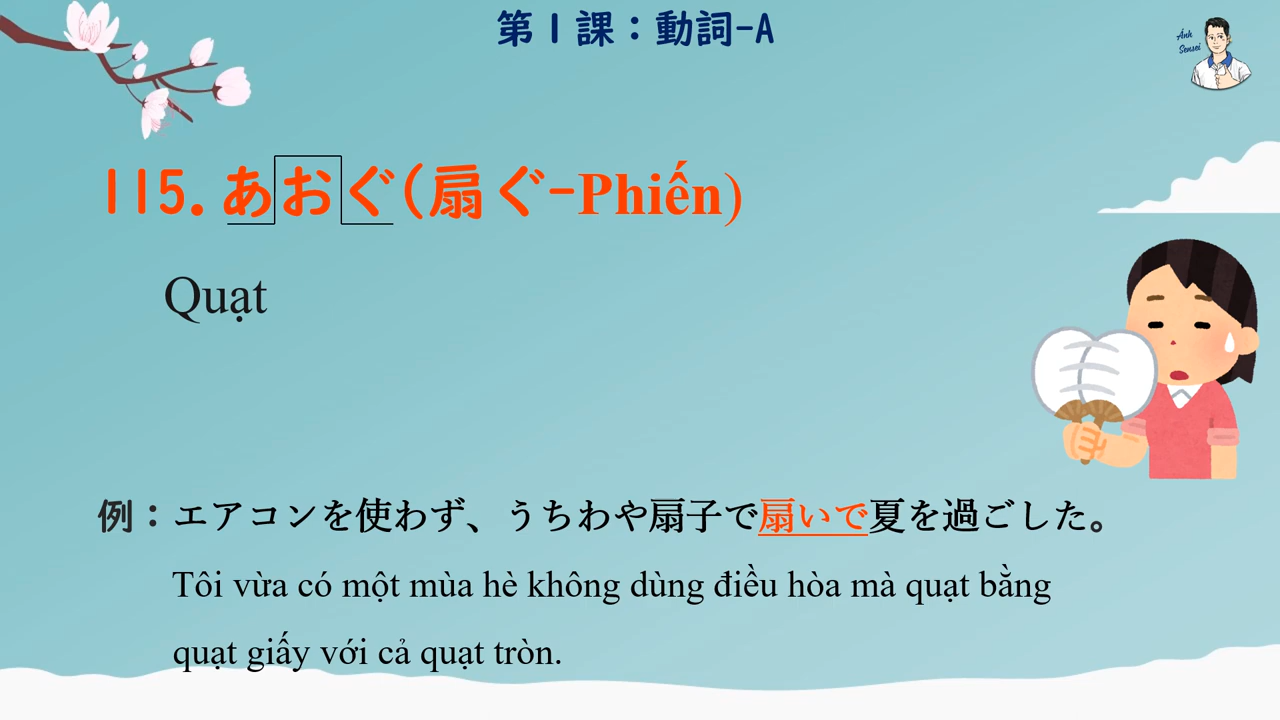 第1課：動詞-A
Anh
Sensei
115. あおぐ(扇ぐ-Phiến)
Quạt
例：エアコンを使わず、うちわや扇子で扇いで夏を過ごした。
Tôi vừa có một mùa hè không dùng điều hòa mà quạt bằng
quạt giấy với cả quạt tròn.